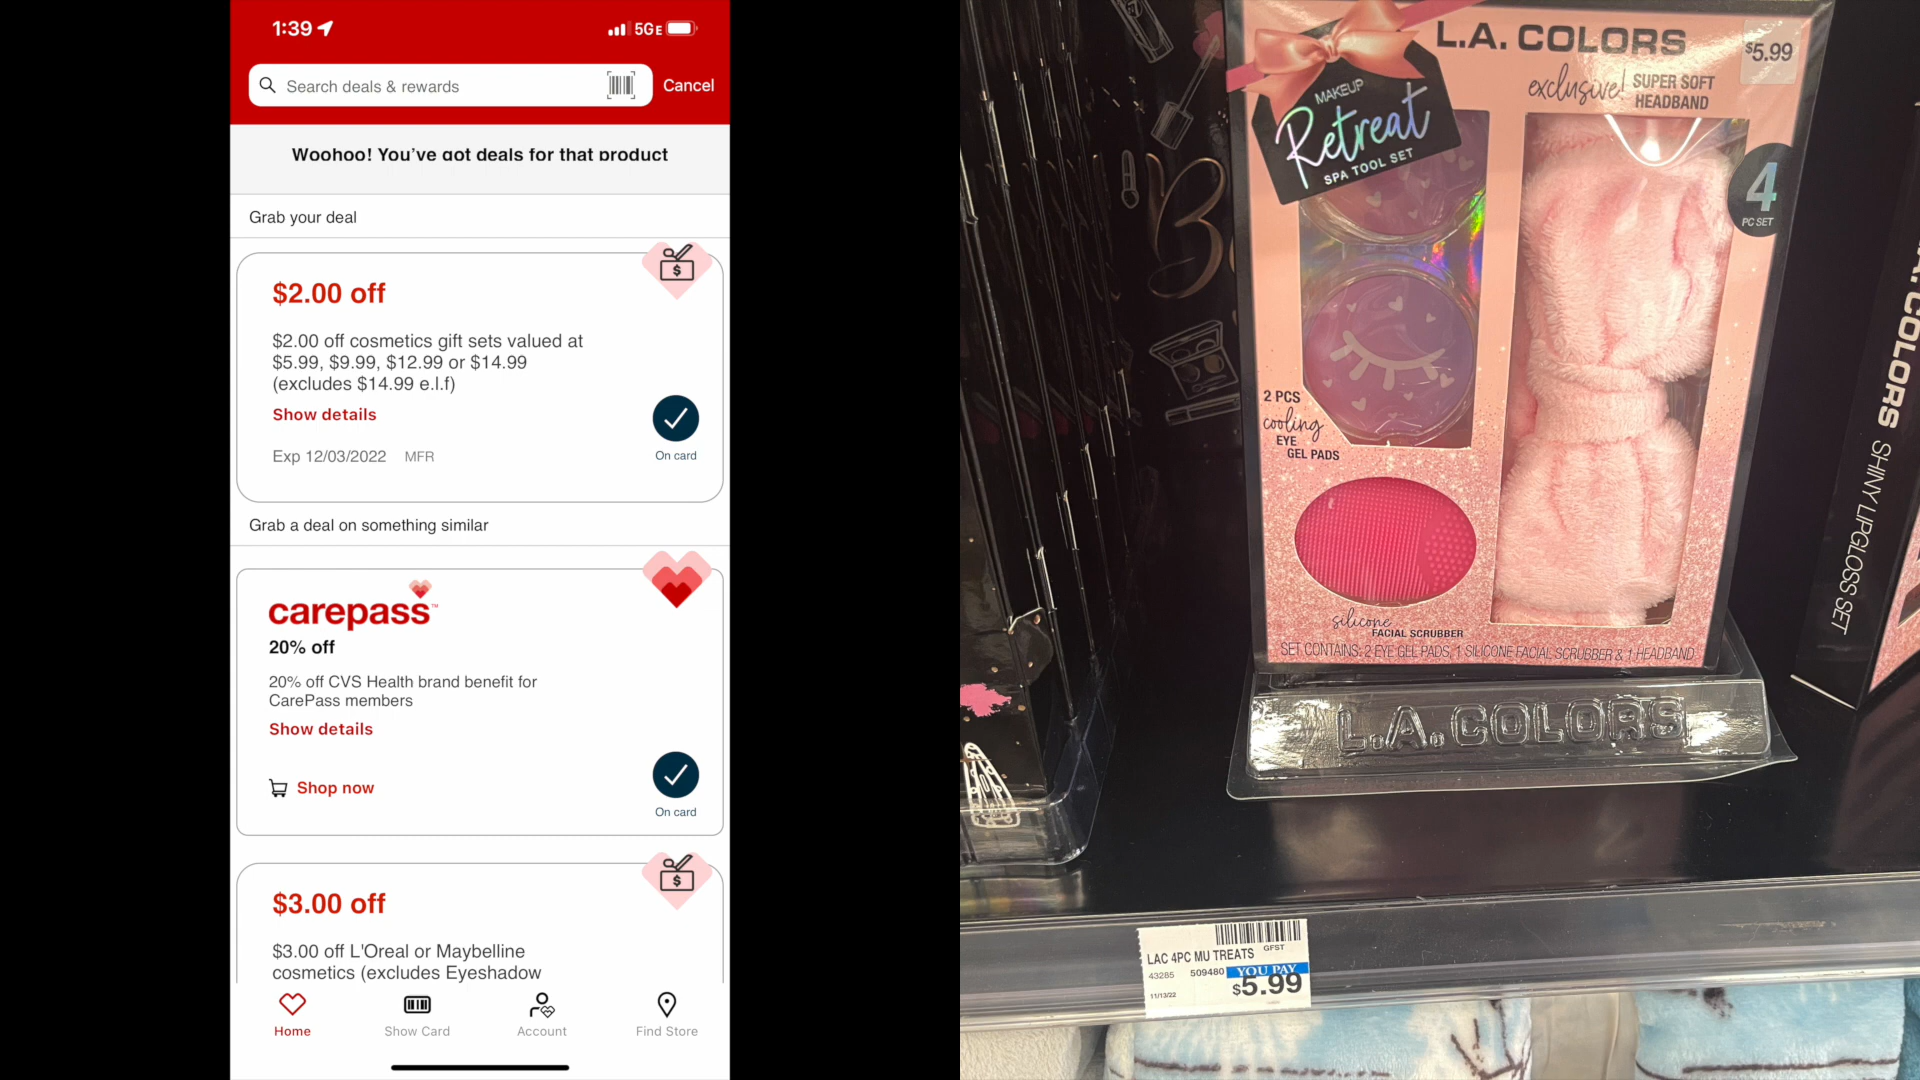 1:39
5GE
Search deals & rewards
Cancel
Woohoo! You've got deals for that product
Grab your deal
$2.00 off
$
$2.00 off cosmetics gift sets valued at
$5.99, $9.99, $12.99 or $14.99
(excludes $14.99 e.l.f)
Show details
On card
Exp 12/03/2022 MFR
Grab a deal on something similar
carepass™
20% off
20% off CVS Health brand benefit for
CarePass members
Show details
Shop now
On card
$3.00 off
$
$3.00 off L'Oreal or Maybelline
cosmetics (excludes Eyeshadow
Home
Show Card
Account
Find Store
L.A. COLORS
$5.99
exclusive! SUPER SOFT
HEADBAND
MAKEUP
Retreat
SPA TOOL SET
4
PC SET
2 PCS
cooling
EYE
GEL PADS
silicone
FACIAL SCRUBBER
SET CONTAINS: 2 EYE GEL PADS, 1 SILICONE FACIAL SCRUBBER & 1 HEADBAND
L.A. COLORS
COLORS SHINY LIPGLOSS SET
GFST
LAC 4PC MU TREATS
43285 509480 YOU PAY
$5.99
11/13/22